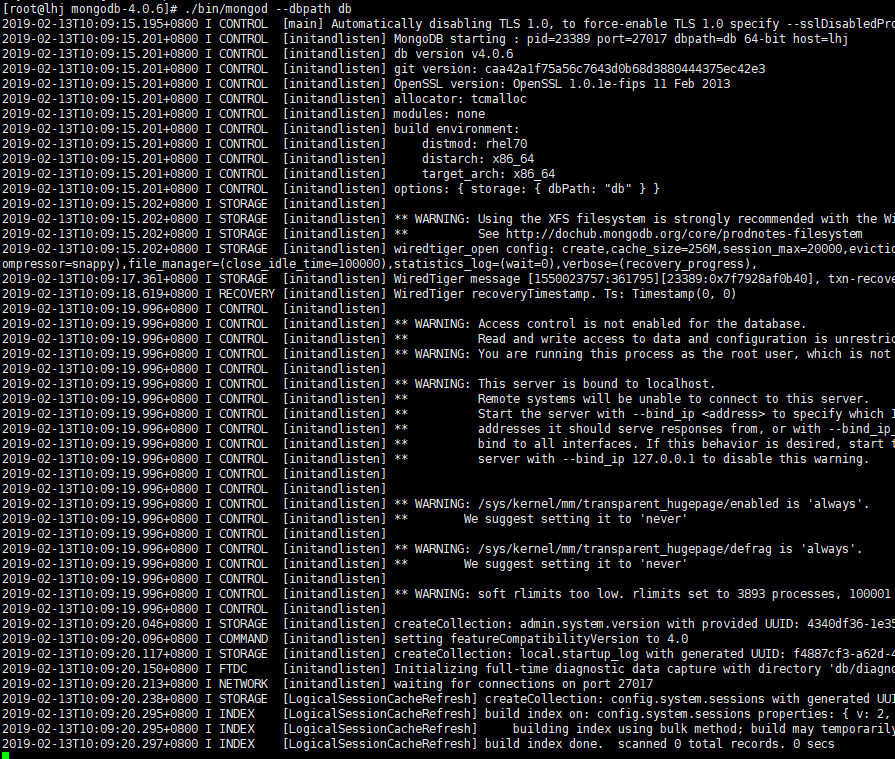 [root@lhj mongodb-4.0.6]# ./bin/mongod --dbpath db
2019-02-13T10:09:15.195+0800 I CONTROL  [main] Automatically disabling TLS 1.0, to force-enable TLS 1.0 specify --sslDisabledPro
2019-02-13T10:09:15.201+0800 I CONTROL  [initandlisten] MongoDB starting : pid=23389 port=27017 dbpath=db 64-bit host=lhj
2019-02-13T10:09:15.201+0800 I CONTROL  [initandlisten] db version v4.0.6
2019-02-13T10:09:15.201+0800 I CONTROL  [initandlisten] git version: caa42a1f75a56c7643d0b68d3880444375ec42e3
2019-02-13T10:09:15.201+0800 I CONTROL  [initandlisten] OpenSSL version: OpenSSL 1.0.1e-fips 11 Feb 2013
2019-02-13T10:09:15.201+0800 I CONTROL  [initandlisten] allocator: tcmalloc
2019-02-13T10:09:15.201+0800 I CONTROL  [initandlisten] modules: none
2019-02-13T10:09:15.201+0800 I CONTROL  [initandlisten] build environment:
2019-02-13T10:09:15.201+0800 I CONTROL  [initandlisten]     distmod: rhel70
2019-02-13T10:09:15.201+0800 I CONTROL  [initandlisten]     distarch: x86_64
2019-02-13T10:09:15.201+0800 I CONTROL  [initandlisten]     target_arch: x86_64
2019-02-13T10:09:15.201+0800 I CONTROL  [initandlisten] options: { storage: { dbPath: "db" } }
2019-02-13T10:09:15.202+0800 I STORAGE  [initandlisten]
2019-02-13T10:09:15.202+0800 I STORAGE  [initandlisten] ** WARNING: Using the XFS filesystem is strongly recommended with the Wi
2019-02-13T10:09:15.202+0800 I STORAGE  [initandlisten] **          See http://dochub.mongodb.org/core/prodnotes-filesystem
2019-02-13T10:09:15.202+0800 I STORAGE  [initandlisten] wiredtiger_open config: create,cache_size=256M,session_max=20000,evictio
ompressor=snappy),file_manager=(close_idle_time=100000),statistics_log=(wait=0),verbose=(recovery_progress),
2019-02-13T10:09:17.361+0800 I STORAGE  [initandlisten] WiredTiger message [1550023757:361795][23389:0x7f7928af0b40], txn-recove
2019-02-13T10:09:18.619+0800 I RECOVERY [initandlisten] WiredTiger recoveryTimestamp. Ts: Timestamp(0, 0)
2019-02-13T10:09:19.996+0800 I CONTROL  [initandlisten]
2019-02-13T10:09:19.996+0800 I CONTROL  [initandlisten] ** WARNING: Access control is not enabled for the database.
2019-02-13T10:09:19.996+0800 I CONTROL  [initandlisten] **          Read and write access to data and configuration is unrestric
2019-02-13T10:09:19.996+0800 I CONTROL  [initandlisten] ** WARNING: You are running this process as the root user, which is not
2019-02-13T10:09:19.996+0800 I CONTROL  [initandlisten]
2019-02-13T10:09:19.996+0800 I CONTROL  [initandlisten] ** WARNING: This server is bound to localhost.
2019-02-13T10:09:19.996+0800 I CONTROL  [initandlisten] **          Remote systems will be unable to connect to this server.
2019-02-13T10:09:19.996+0800 I CONTROL  [initandlisten] **          Start the server with --bind_ip <address> to specify which I
2019-02-13T10:09:19.996+0800 I CONTROL  [initandlisten] **          addresses it should serve responses from, or with --bind_ip_
2019-02-13T10:09:19.996+0800 I CONTROL  [initandlisten] **          bind to all interfaces. If this behavior is desired, start t
2019-02-13T10:09:19.996+0800 I CONTROL  [initandlisten] **          server with --bind_ip 127.0.0.1 to disable this warning.
2019-02-13T10:09:19.996+0800 I CONTROL  [initandlisten]
2019-02-13T10:09:19.996+0800 I CONTROL  [initandlisten]
2019-02-13T10:09:19.996+0800 I CONTROL  [initandlisten] ** WARNING: /sys/kernel/mm/transparent_hugepage/enabled is 'always'.
2019-02-13T10:09:19.996+0800 I CONTROL  [initandlisten] **        We suggest setting it to 'never'
2019-02-13T10:09:19.996+0800 I CONTROL  [initandlisten]
2019-02-13T10:09:19.996+0800 I CONTROL  [initandlisten] ** WARNING: /sys/kernel/mm/transparent_hugepage/defrag is 'always'.
2019-02-13T10:09:19.996+0800 I CONTROL  [initandlisten] **        We suggest setting it to 'never'
2019-02-13T10:09:19.996+0800 I CONTROL  [initandlisten]
2019-02-13T10:09:19.996+0800 I CONTROL  [initandlisten] ** WARNING: soft rlimits too low. rlimits set to 3893 processes, 100001
2019-02-13T10:09:19.996+0800 I CONTROL  [initandlisten]
2019-02-13T10:09:20.046+0800 I STORAGE  [initandlisten] createCollection: admin.system.version with provided UUID: 4340df36-1e35
2019-02-13T10:09:20.096+0800 I COMMAND  [initandlisten] setting featureCompatibilityVersion to 4.0
2019-02-13T10:09:20.117+0800 I STORAGE  [initandlisten] createCollection: local.startup_log with generated UUID: f4887cf3-a62d-4
2019-02-13T10:09:20.150+0800 I FTDC     [initandlisten] Initializing full-time diagnostic data capture with directory 'db/diagno
2019-02-13T10:09:20.213+0800 I NETWORK  [initandlisten] waiting for connections on port 27017
2019-02-13T10:09:20.238+0800 I STORAGE  [LogicalSessionCacheRefresh] createCollection: config.system.sessions with generated UUI
2019-02-13T10:09:20.295+0800 I INDEX    [LogicalSessionCacheRefresh] build index on: config.system.sessions properties: { v: 2,
2019-02-13T10:09:20.295+0800 I INDEX    [LogicalSessionCacheRefresh]     building index using bulk method; build may temporarily
2019-02-13T10:09:20.297+0800 I INDEX    [LogicalSessionCacheRefresh] build index done.  scanned 0 total records. 0 secs